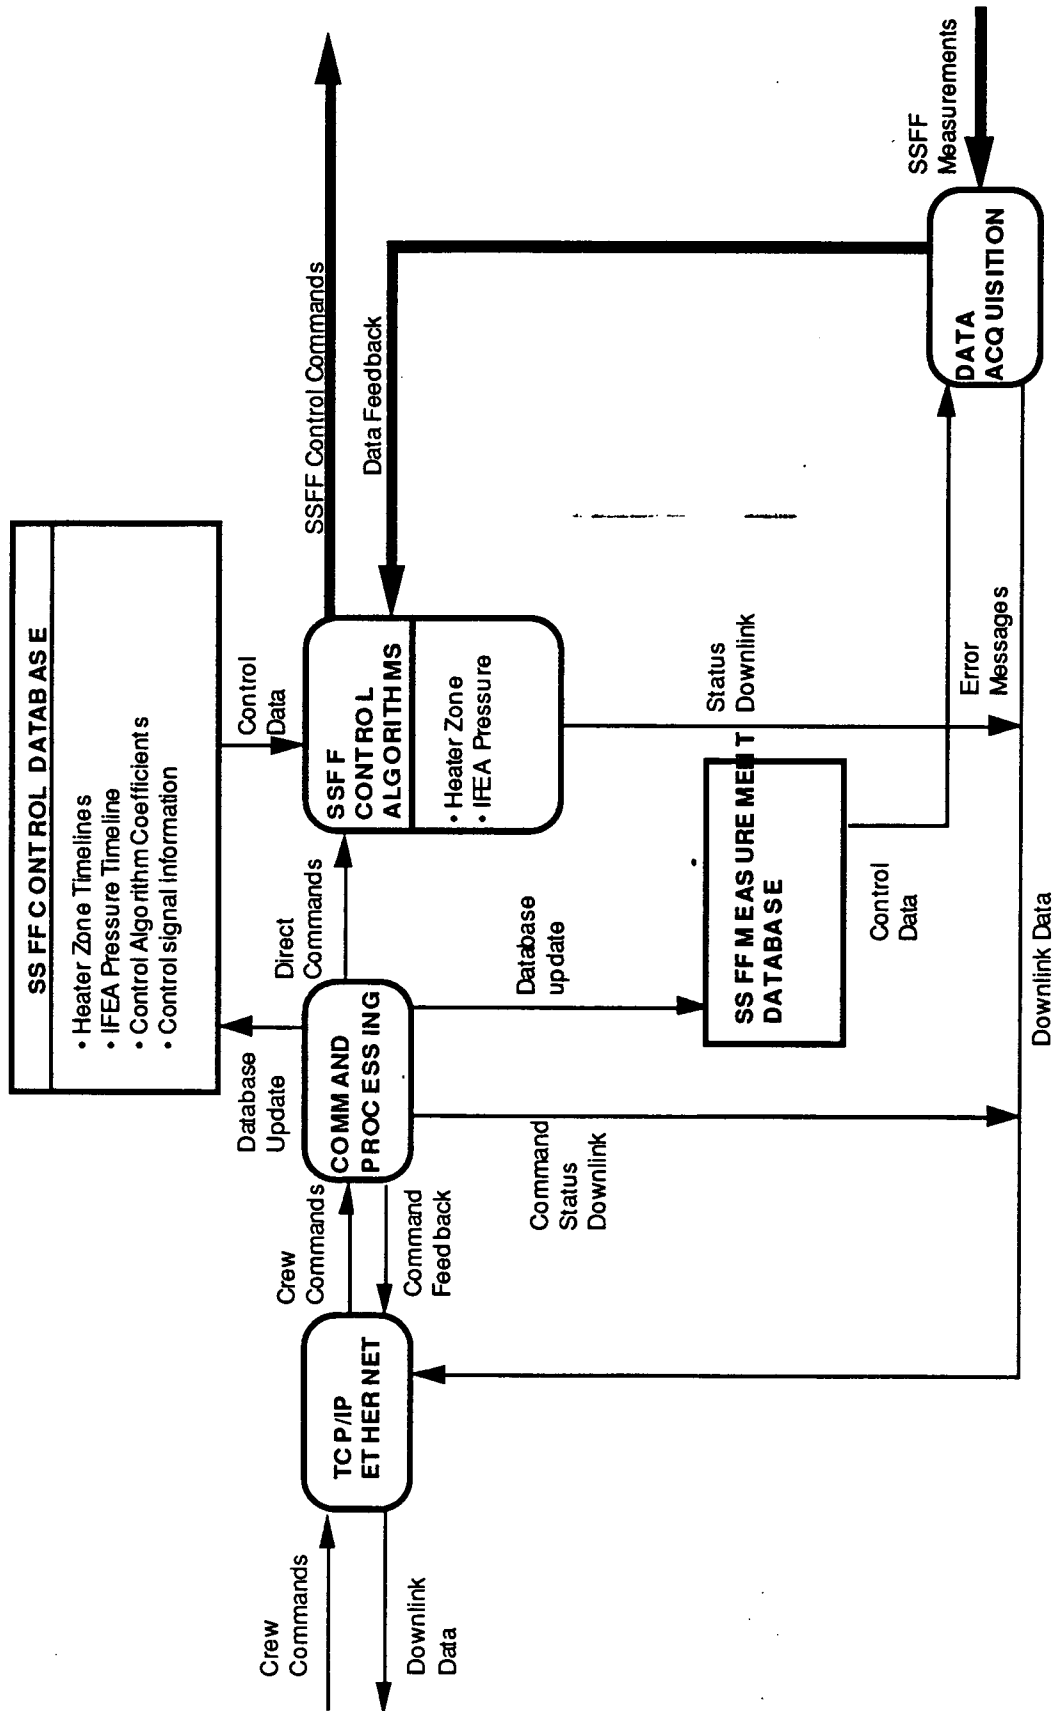 SSFF CONTROL DATABASE
• Heater Zone Timelines
• IFEA Pressure Timeline
• Control Algorithm Coefficients
• Control signal information
Database
Update
Control
Data
Crew
Commands
Downlink
Data
TCP/IP
ETHERNET
Crew
Commands
Command
Feedback
COMMAND
PROCESSING
Direct
Commands
SSFF
CONTROL
ALGORITHMS
• Heater Zone
• IFEA Pressure
SSFF Control Commands
Data Feedback
Command
Status
Downlink
Database
update
Status
Downlink
SSFF MEASUREMENT
DATABASE
Control
Data
Error
Messages
DATA
ACQUISITION
SSFF
Measurements
Downlink Data